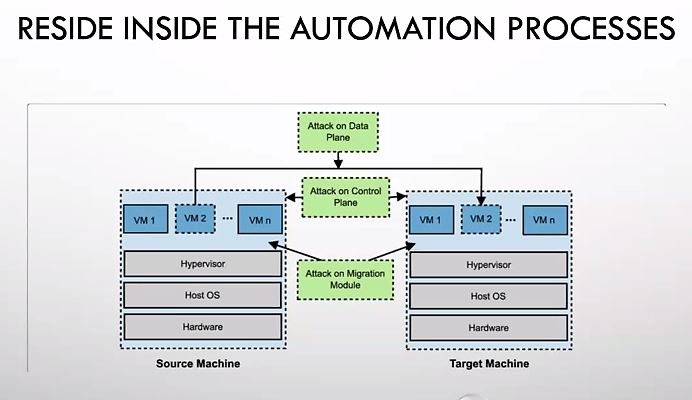 RESIDE INSIDE THE AUTOMATION PROCESSES
Attack on Data
Plane
Attack on Control
Plane
VM 1
VM 2
...
VM n
VM 1
VM 2
...
VM n
Attack on Migration
Module
Hypervisor
Host OS
Hardware
Hypervisor
Host OS
Hardware
Source Machine
Target Machine